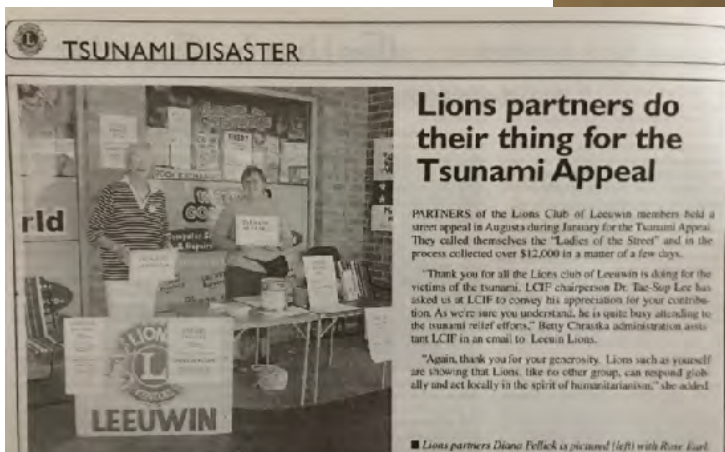 TSUNAMI DISASTER
Lions partners do
their thing for the
Tsunami Appeal
PARTNERS of the Lions Club of Leeuwin members held a
street appeal in Augusta during January for the Tsunami Appeal.
They called themselves the "Ladies of the Street" and in the
process collected over $12,000 in a matter of a few days.
"Thank you for all the Lions club of Leeuwin is doing for the
victims of the tsunami. LCIF chairperson Dr. Tae-Sup Lee has
asked us at LCIF to convey his appreciation for your contribu-
tion. As we're sure you understand, he is quite busy attending to
the tsunami relief efforts," Betty Chrastka administration assis-
tant LCIF in an email to Leeuin Lions.
"Again, thank you for your generosity. Lions such as yourself
are showing that Lions, like no other group, can respond glob-
ally and act locally in the spirit of humanitarianism," she added.
■ Lions partners Diana Pellick is pictured (left) with Rose Earl.
rld
LIONS
L
LEEUWIN